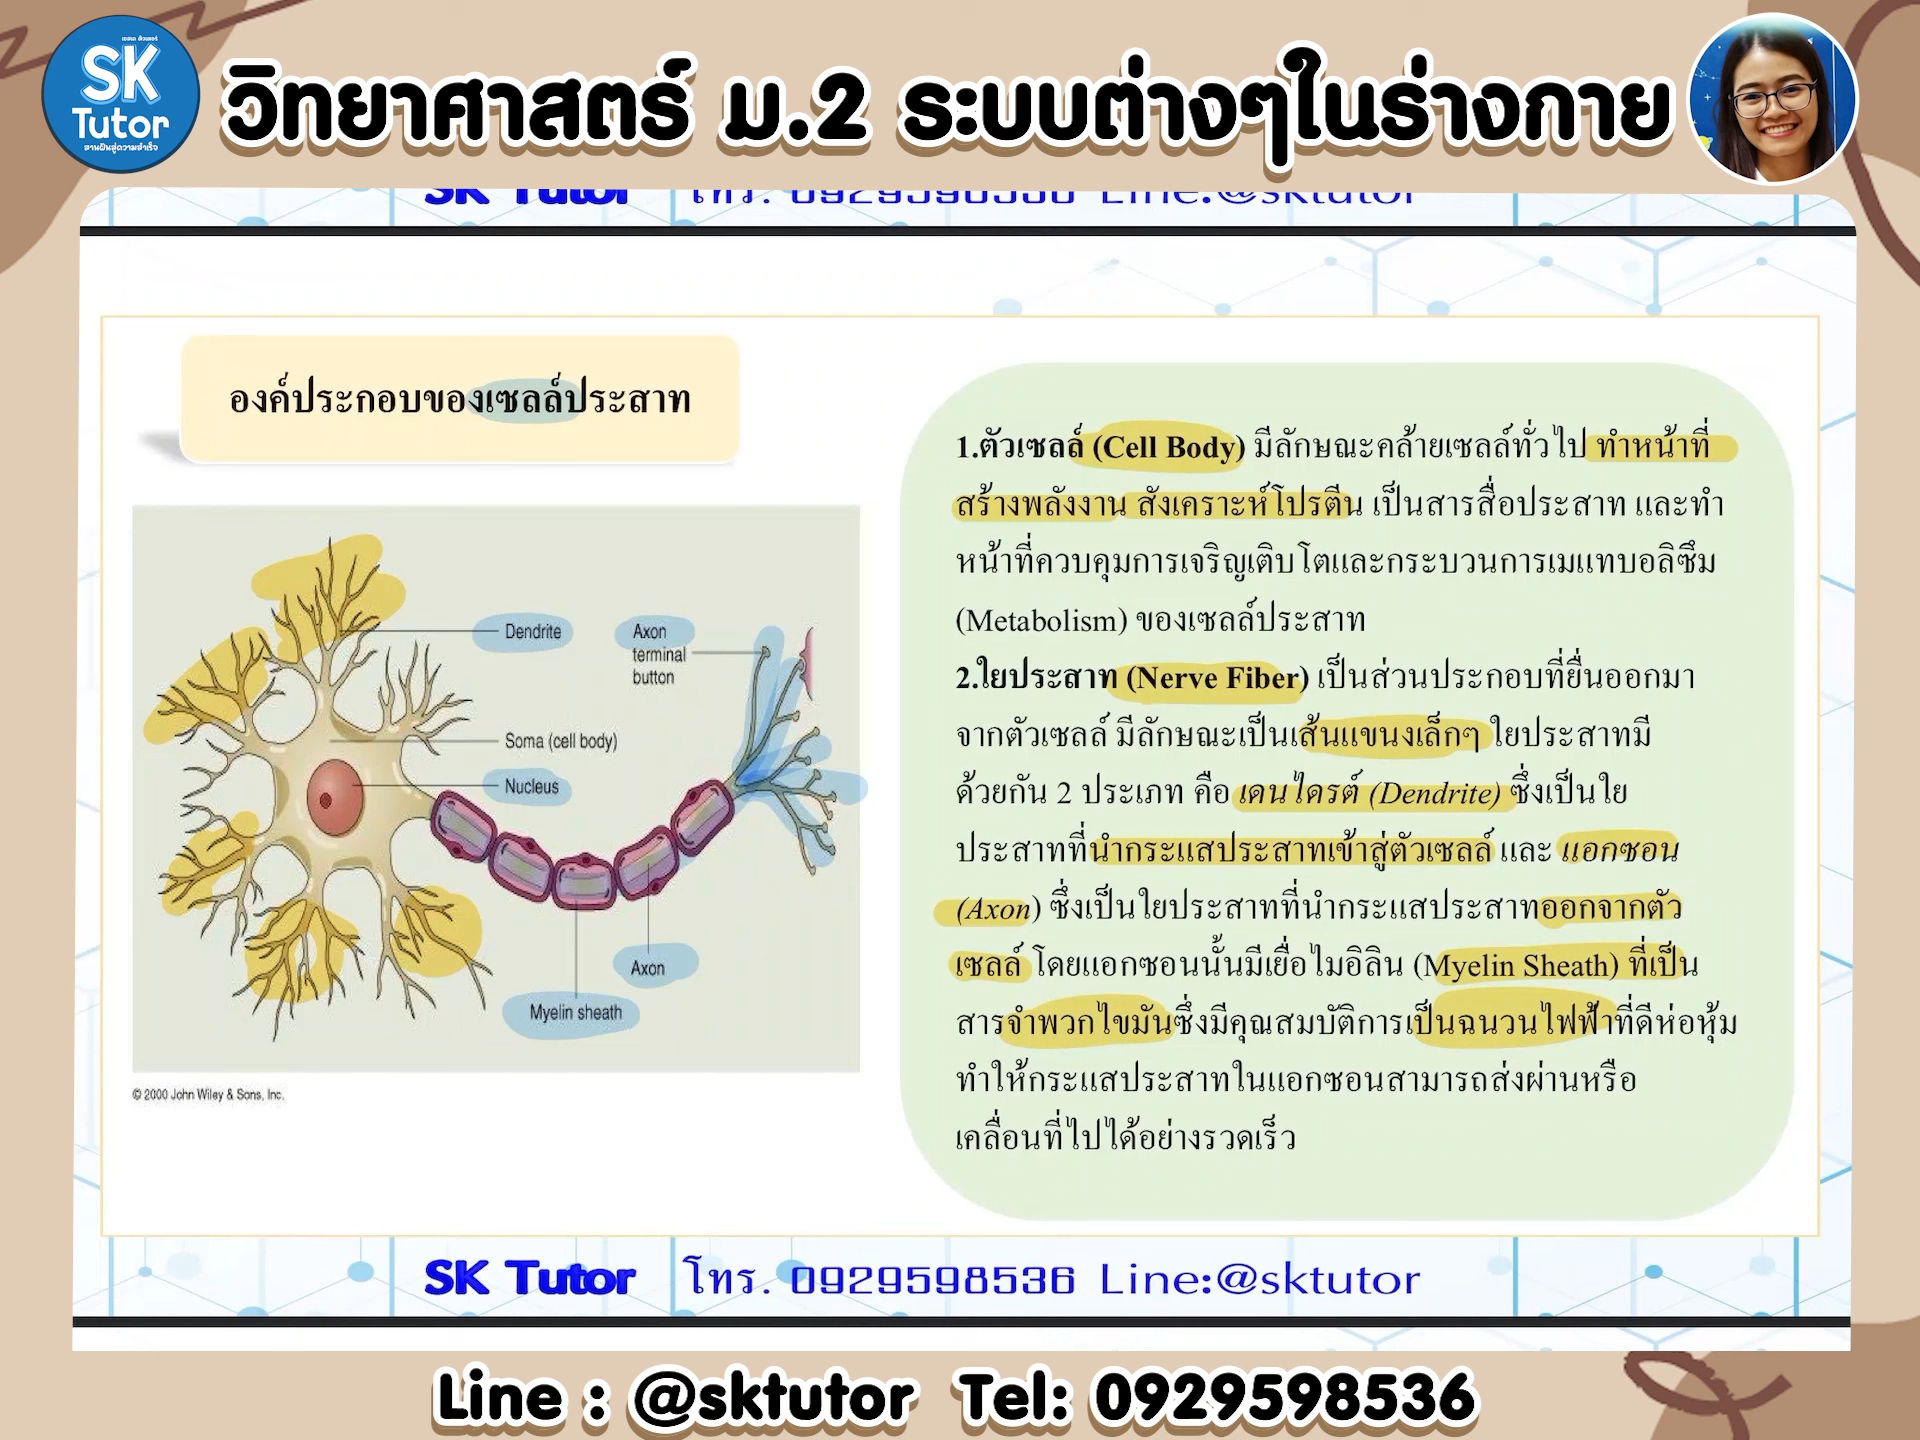 SK
Tutor
สานฝันสู่ความสำเร็จ
วิทยาศาสตร์ ม.2 ระบบต่างๆในร่างกาย
SK Tutor โทร. 0929598536 Line:@sktutor
องค์ประกอบของเซลล์ประสาท
Dendrite
Axon
terminal
button
Soma (cell body)
Nucleus
Axon
Myelin sheath
© 2000 John Wiley & Sons, Inc.
1.ตัวเซลล์ (Cell Body) มีลักษณะคล้ายเซลล์ทั่วไป ทำหน้าที่
สร้างพลังงาน สังเคราะห์โปรตีน เป็นสารสื่อประสาท และทำ
หน้าที่ควบคุมการเจริญเติบโตและกระบวนการเมแทบอลิซึม
(Metabolism) ของเซลล์ประสาท
2.ใยประสาท (Nerve Fiber) เป็นส่วนประกอบที่ยื่นออกมา
จากตัวเซลล์ มีลักษณะเป็นเส้นแขนงเล็กๆ ใยประสาทมี
ด้วยกัน 2 ประเภท คือ เดนไดรต์ (Dendrite) ซึ่งเป็นใย
ประสาทที่นำกระแสประสาทเข้าสู่ตัวเซลล์ และ แอกซอน
(Axon) ซึ่งเป็นใยประสาทที่นำกระแสประสาทออกจากตัว
เซลล์ โดยแอกซอนนั้นมีเยื่อไมอิลิน (Myelin Sheath) ที่เป็น
สารจำพวกไขมันซึ่งมีคุณสมบัติการเป็นฉนวนไฟฟ้าที่ดีห่อหุ้ม
ทำให้กระแสประสาทในแอกซอนสามารถส่งผ่านหรือ
เคลื่อนที่ไปได้อย่างรวดเร็ว
SK Tutor โทร. 0929598536 Line:@sktutor
Line : @sktutor Tel: 0929598536